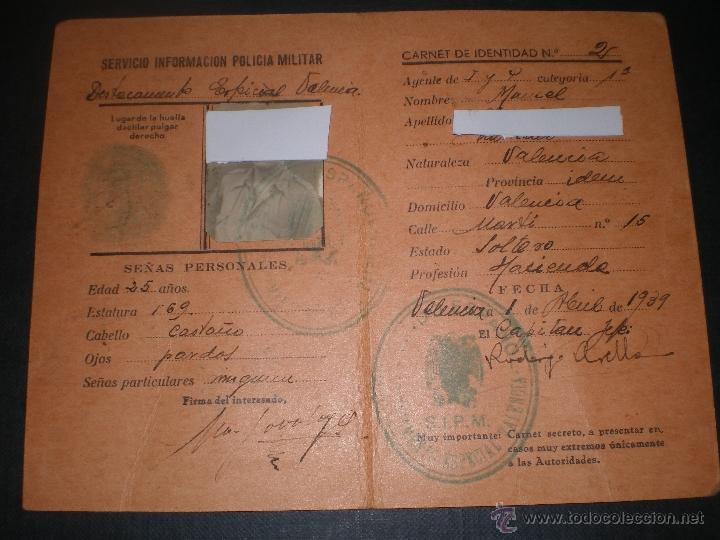 SERVICIO INFORMACION POLICIA MILITAR
Destacamento Especial Valencia
Lugar de la huella
dactilar pulgar
derecho.
SEÑAS PERSONALES
Edad 25 años.
Estatura 1'69
Cabello castaño
Ojos pardos
Señas particulares ninguna
Firma del interesado,
CARNET DE IDENTIDAD N.º 2
Agente de I y P categoria 1ª
Nombre: Manuel
Apellido
Naturaleza Valencia
Provincia idem
Domicilio Valencia
Calle Martí n.º 15
Estado Soltero
Profesión Hacienda
FECHA
Valencia a 1 de Abril de 1939
El Capitan Jefe
Rodrigo
S.I.P.M.
Muy importante: Carnet secreto, a presentar en
casos muy extremos únicamente
a las Autoridades.
© www.todocoleccion.net